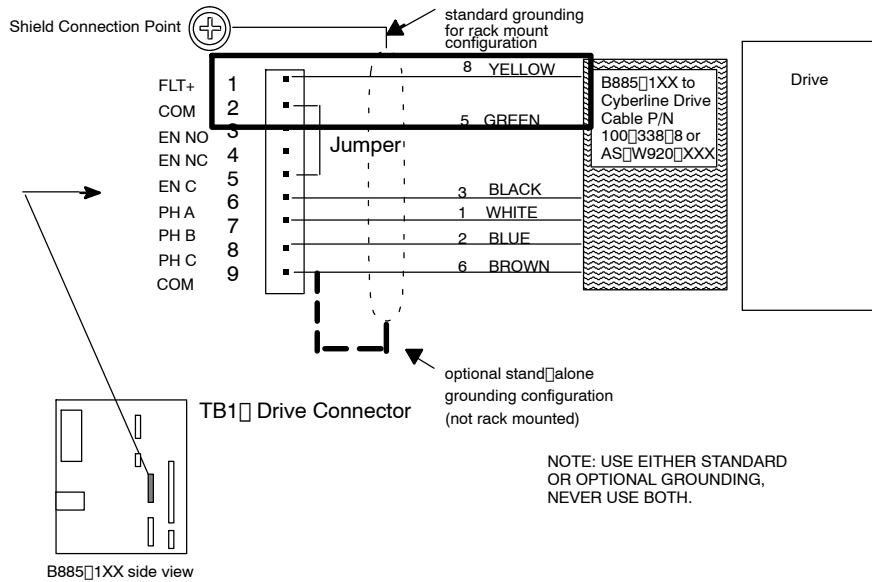 Shield Connection Point
standard grounding
for rack mount
configuration
8 YELLOW
FLT+ 1
COM 2
5 GREEN
EN NO 3
EN NC 4
Jumper
EN C 5
3 BLACK
PH A 6
1 WHITE
PH B 7
2 BLUE
PH C 8
6 BROWN
COM 9
B885▯1XX to
Cyberline Drive
Cable P/N
100▯338▯8 or
AS▯W920▯XXX
Drive
optional stand▯alone
grounding configuration
(not rack mounted)
TB1▯ Drive Connector
NOTE: USE EITHER STANDARD
OR OPTIONAL GROUNDING,
NEVER USE BOTH.
B885▯1XX side view